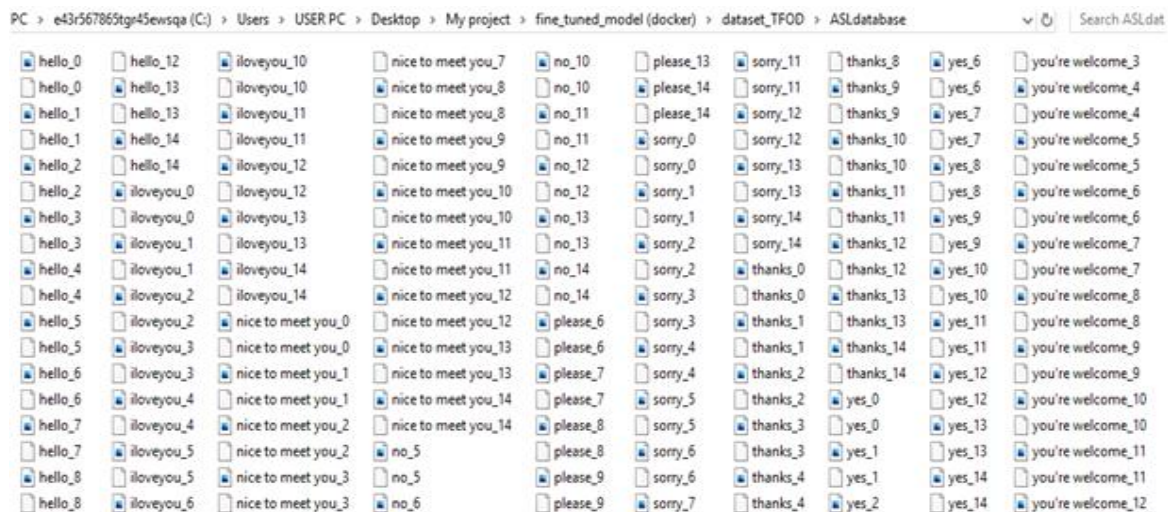 PC > e43r567865tgr45ewsqa (C:) > Users > USER PC > Desktop > My project > fine_tuned_model (docker) > dataset_TFOD > ASLdatabase Search ASLdat
hello_0 hello_12 iloveyou_10 nice to meet you_7 no_10 please_13 sorry_11 thanks_8 yes_6 you're welcome_3
hello_0 hello_13 iloveyou_10 nice to meet you_8 no_10 please_14 sorry_11 thanks_9 yes_6 you're welcome_4
hello_1 hello_13 iloveyou_11 nice to meet you_8 no_11 please_14 sorry_12 thanks_9 yes_7 you're welcome_4
hello_1 hello_14 iloveyou_11 nice to meet you_9 no_11 sorry_0 sorry_12 thanks_10 yes_7 you're welcome_5
hello_2 hello_14 iloveyou_12 nice to meet you_9 no_12 sorry_0 sorry_13 thanks_10 yes_8 you're welcome_5
hello_2 iloveyou_0 iloveyou_12 nice to meet you_10 no_12 sorry_1 sorry_13 thanks_11 yes_8 you're welcome_6
hello_3 iloveyou_0 iloveyou_13 nice to meet you_10 no_13 sorry_1 sorry_14 thanks_11 yes_9 you're welcome_6
hello_3 iloveyou_1 iloveyou_13 nice to meet you_11 no_13 sorry_2 sorry_14 thanks_12 yes_9 you're welcome_7
hello_4 iloveyou_1 iloveyou_14 nice to meet you_11 no_14 sorry_2 thanks_0 thanks_12 yes_10 you're welcome_7
hello_4 iloveyou_2 iloveyou_14 nice to meet you_12 no_14 sorry_3 thanks_0 thanks_13 yes_10 you're welcome_8
hello_5 iloveyou_2 nice to meet you_0 nice to meet you_12 please_6 sorry_3 thanks_1 thanks_13 yes_11 you're welcome_8
hello_5 iloveyou_3 nice to meet you_0 nice to meet you_13 please_6 sorry_4 thanks_1 thanks_14 yes_11 you're welcome_9
hello_6 iloveyou_3 nice to meet you_1 nice to meet you_13 please_7 sorry_4 thanks_2 thanks_14 yes_12 you're welcome_9
hello_6 iloveyou_4 nice to meet you_1 nice to meet you_14 please_7 sorry_5 thanks_2 yes_0 yes_12 you're welcome_10
hello_7 iloveyou_4 nice to meet you_2 nice to meet you_14 please_8 sorry_5 thanks_3 yes_0 yes_13 you're welcome_10
hello_7 iloveyou_5 nice to meet you_2 no_5 please_8 sorry_6 thanks_3 yes_1 yes_13 you're welcome_11
hello_8 iloveyou_5 nice to meet you_3 no_5 please_9 sorry_6 thanks_4 yes_1 yes_14 you're welcome_11
hello_8 iloveyou_6 nice to meet you_3 no_6 please_9 sorry_7 thanks_4 yes_2 yes_14 you're welcome_12